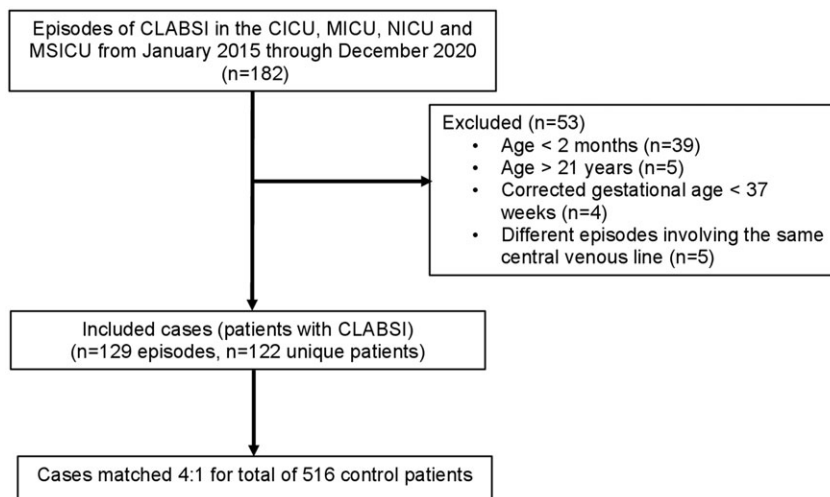 Episodes of CLABSI in the CICU, MICU, NICU and
MSICU from January 2015 through December 2020
(n=182)
Excluded (n=53)
• Age < 2 months (n=39)
• Age > 21 years (n=5)
• Corrected gestational age < 37
weeks (n=4)
• Different episodes involving the same
central venous line (n=5)
Included cases (patients with CLABSI)
(n=129 episodes, n=122 unique patients)
Cases matched 4:1 for total of 516 control patients